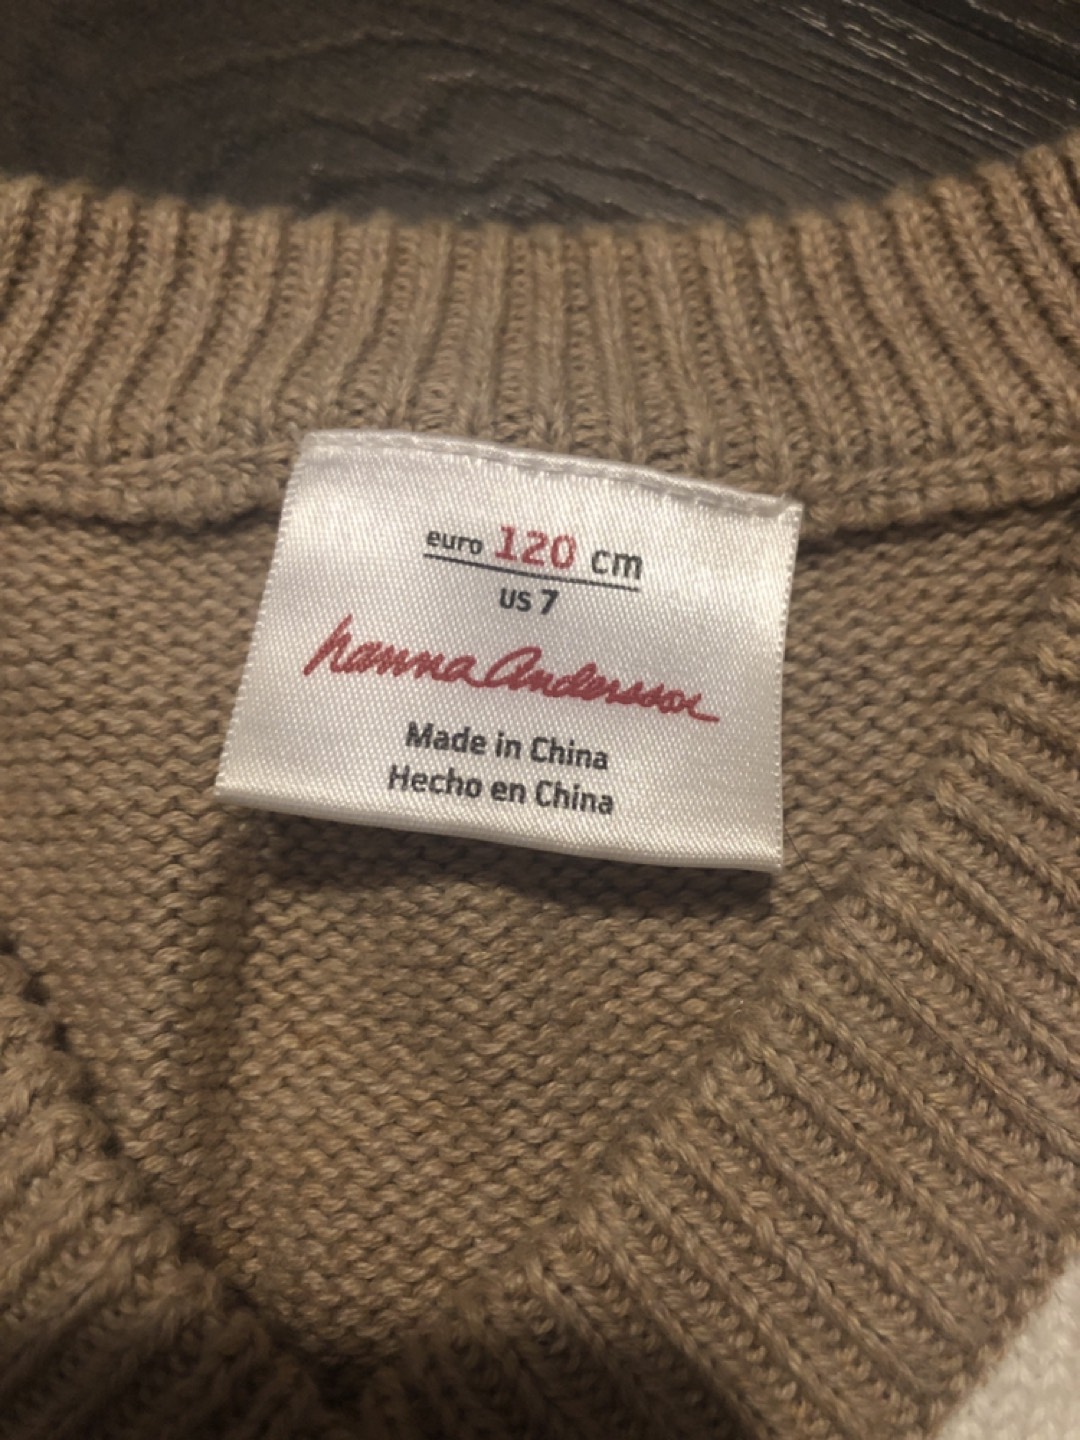 euro 120 cm
US 7
hanna Andersson
Made in China
Hecho en China